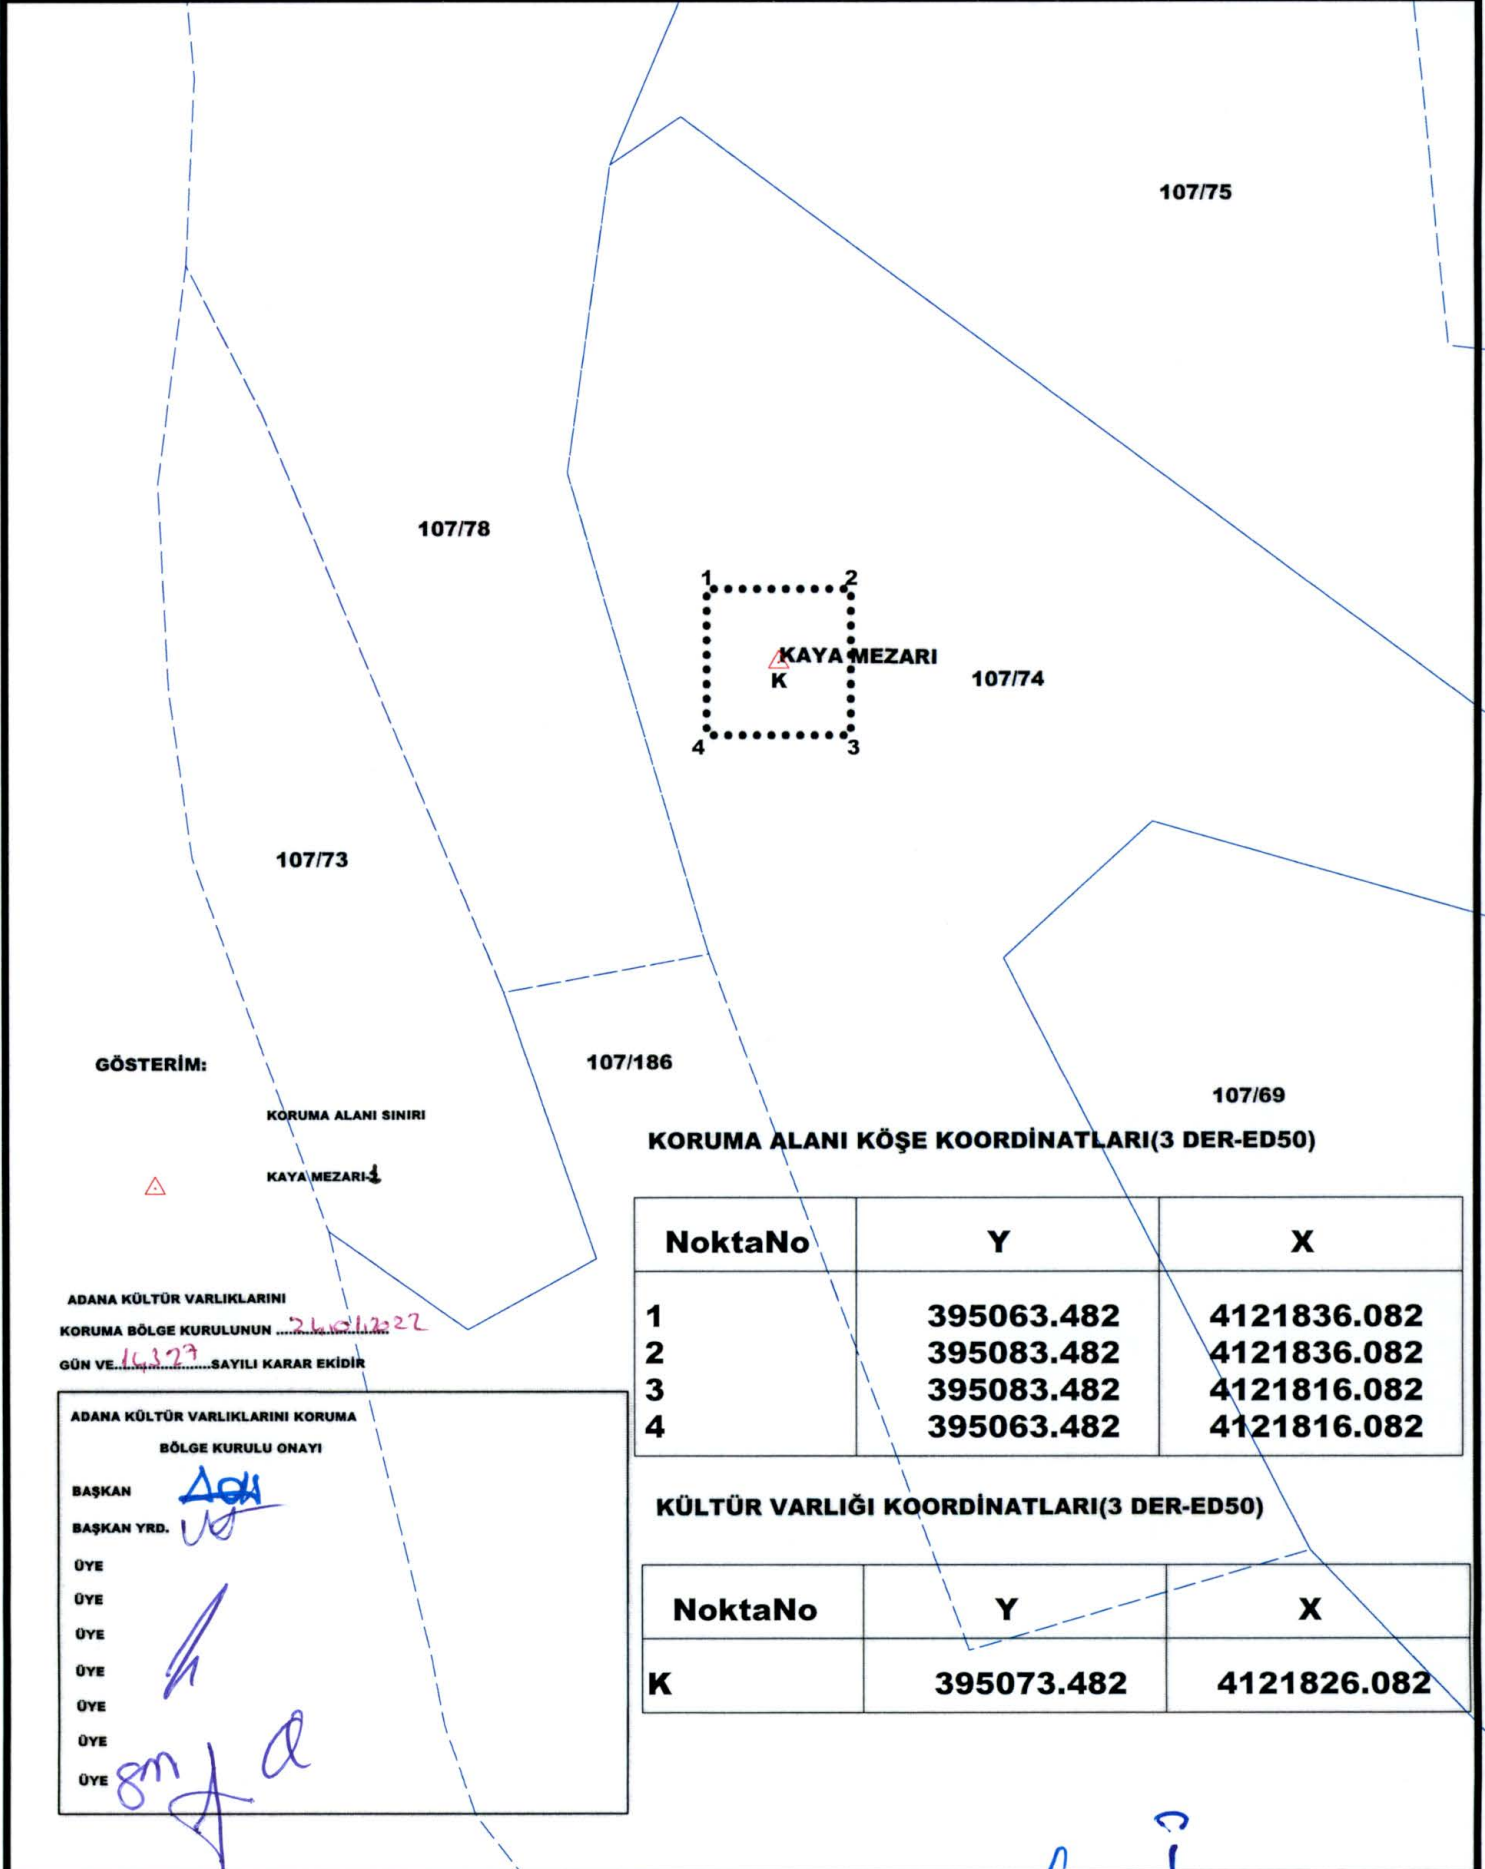 107/75
107/78
1 2
KAYA MEZARI
K
107/74
4 3
107/73
107/186
107/69
GÖSTERİM:
KORUMA ALANI SINIRI
KAYA MEZARI-1
KORUMA ALANI KÖŞE KOORDİNATLARI(3 DER-ED50)
NoktaNo Y X
1 395063.482 4121836.082
2 395083.482 4121836.082
3 395083.482 4121816.082
4 395063.482 4121816.082
KÜLTÜR VARLIĞI KOORDİNATLARI(3 DER-ED50)
NoktaNo Y X
K 395073.482 4121826.082
ADANA KÜLTÜR VARLIKLARINI
KORUMA BÖLGE KURULUNUN
GÜN VE 14327 SAYILI KARAR EKİDİR
ADANA KÜLTÜR VARLIKLARINI KORUMA
BÖLGE KURULU ONAYI
BAŞKAN
BAŞKAN YRD.
ÜYE
ÜYE
ÜYE
ÜYE
ÜYE
ÜYE
ÜYE